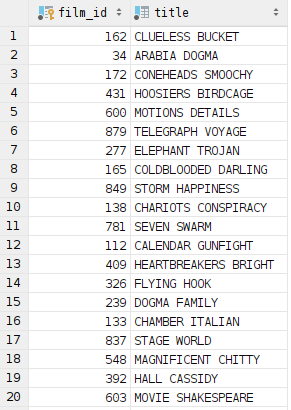 film_id title
1 162 CLUELESS BUCKET
2 34 ARABIA DOGMA
3 172 CONEHEADS SMOOCHY
4 431 HOOSIERS BIRDCAGE
5 600 MOTIONS DETAILS
6 879 TELEGRAPH VOYAGE
7 277 ELEPHANT TROJAN
8 165 COLDBLOODED DARLING
9 849 STORM HAPPINESS
10 138 CHARIOTS CONSPIRACY
11 781 SEVEN SWARM
12 112 CALENDAR GUNFIGHT
13 409 HEARTBREAKERS BRIGHT
14 326 FLYING HOOK
15 239 DOGMA FAMILY
16 133 CHAMBER ITALIAN
17 837 STAGE WORLD
18 548 MAGNIFICENT CHITTY
19 392 HALL CASSIDY
20 603 MOVIE SHAKESPEARE